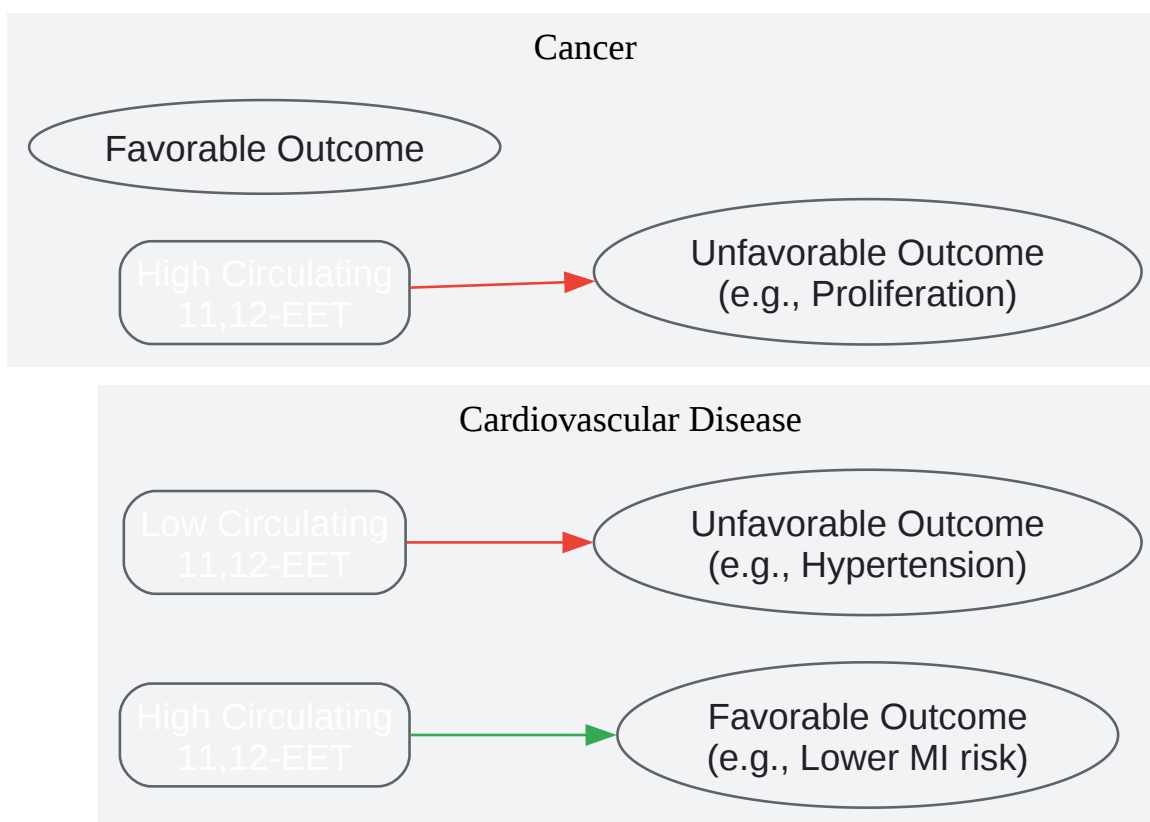 Cancer
Favorable Outcome
High Circulating
11,12-EET
Unfavorable Outcome
(e.g., Proliferation)
Cardiovascular Disease
Low Circulating
11,12-EET
Unfavorable Outcome
(e.g., Hypertension)
High Circulating
11,12-EET
Favorable Outcome
(e.g., Lower MI risk)